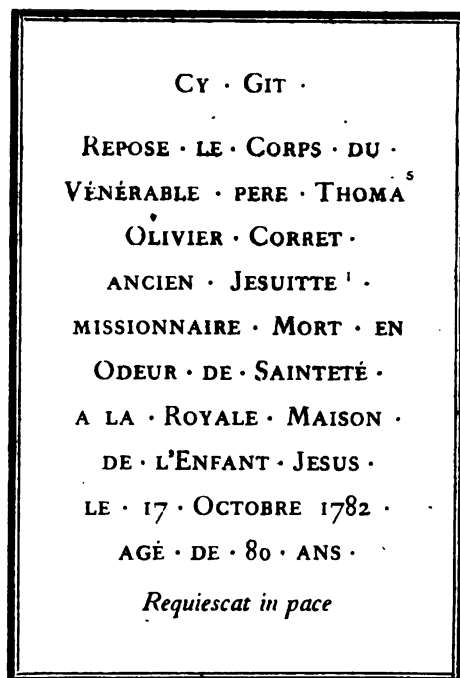 CY · GIT ·
REPOSE · LE · CORPS · DU ·
VÉNÉRABLE · PERE · THOMAS
OLIVIER · CORRET ·
ANCIEN · JESUITTE ¹ ·
MISSIONNAIRE · MORT · EN
ODEUR · DE · SAINTETÉ ·
A LA · ROYALE · MAISON ·
DE · L'ENFANT · JESUS ·
LE · 17 · OCTOBRE 1782 ·
AGÉ · DE · 80 · ANS ·
Requiescat in pace